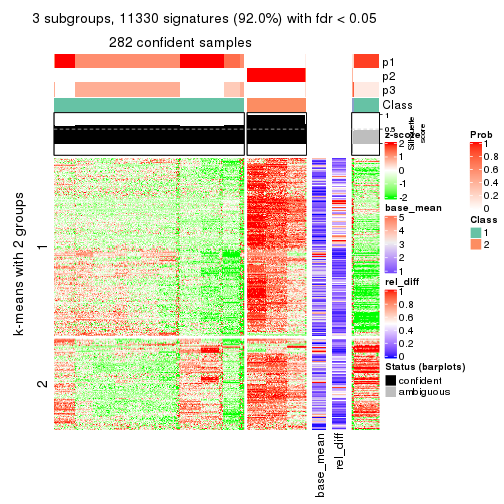 3 subgroups, 11330 signatures (92.0%) with fdr < 0.05
282 confident samples
p1
p2
p3
Class
1
0.5
0
Silhouette
score
k-means with 2 groups
1
2
base_mean
rel_diff
z-score
2
1
0
-1
-2
base_mean
5
4
3
2
1
rel_diff
1
0.8
0.6
0.4
0.2
0
Status (barplots)
confident
ambiguous
Prob
1
0.8
0.6
0.4
0.2
0
Class
1
2